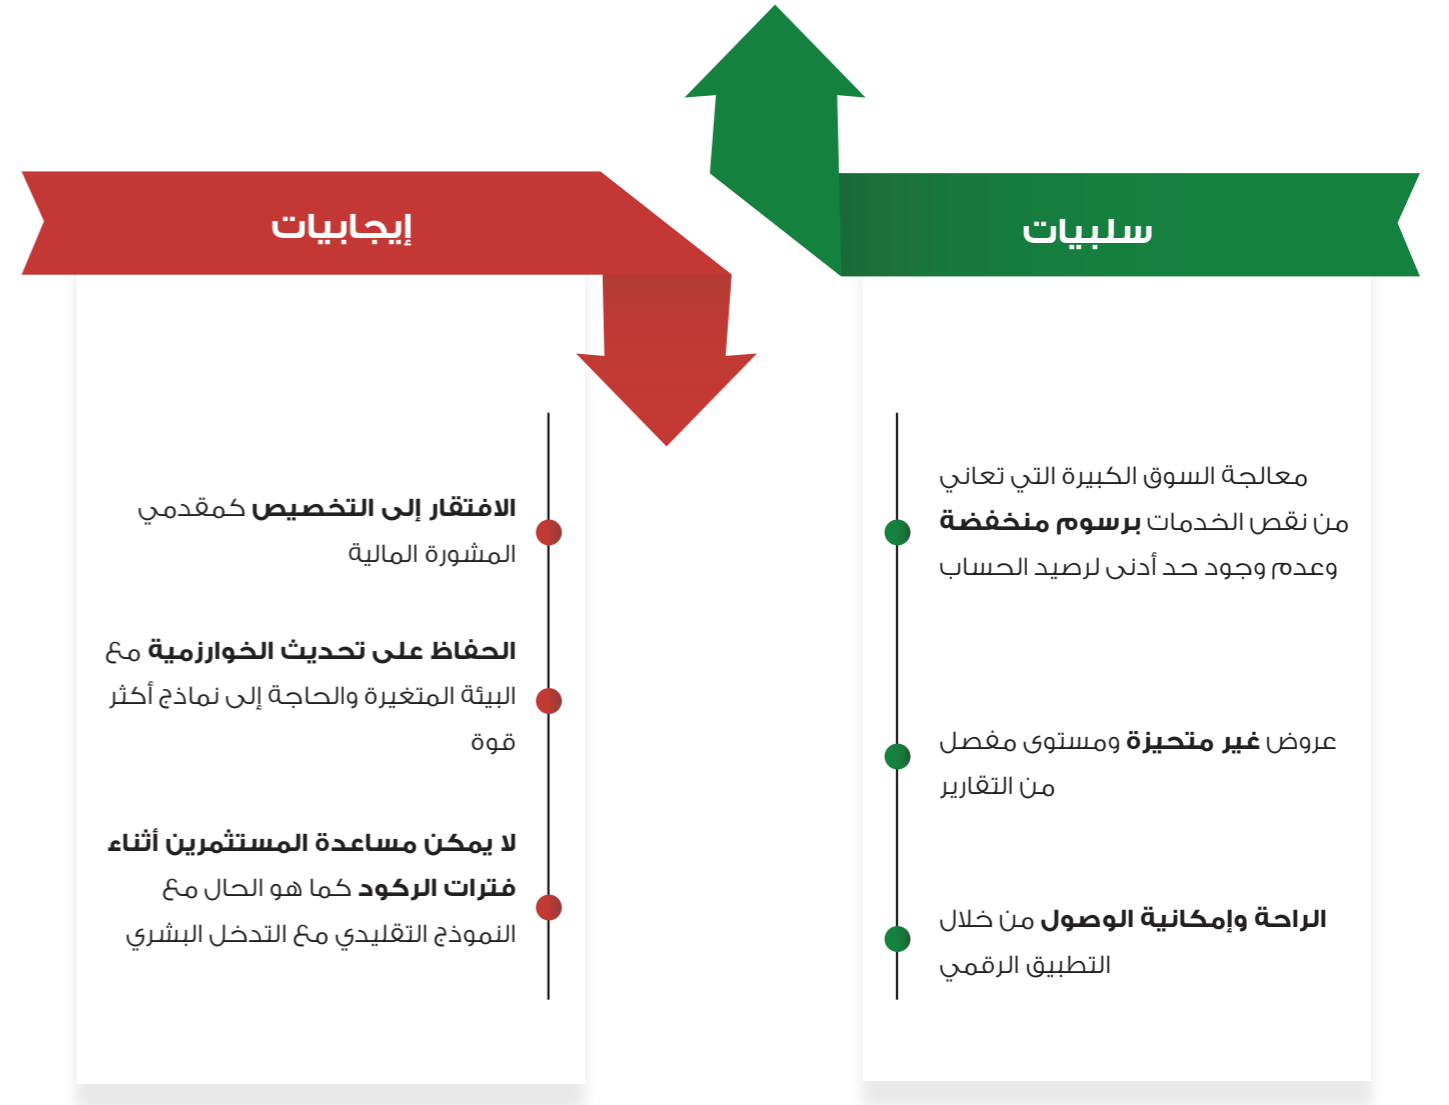 سلبيات
معالجة السوق الكبيرة التي تعاني
من نقص الخدمات برسوم منخفضة
وعدم وجود حد أدنى لرصيد الحساب
عروض غير متحيزة ومستوى مفصل
من التقارير
الراحة وإمكانية الوصول من خلال
التطبيق الرقمي
إيجابيات
الافتقار إلى التخصيص كمقدمي
المشورة المالية
الحفاظ على تحديث الخوارزمية مع
البيئة المتغيرة والحاجة إلى نماذج أكثر
قوة
لا يمكن مساعدة المستثمرين أثناء
فترات الركود كما هو الحال مع
النموذج التقليدي مع التدخل البشري